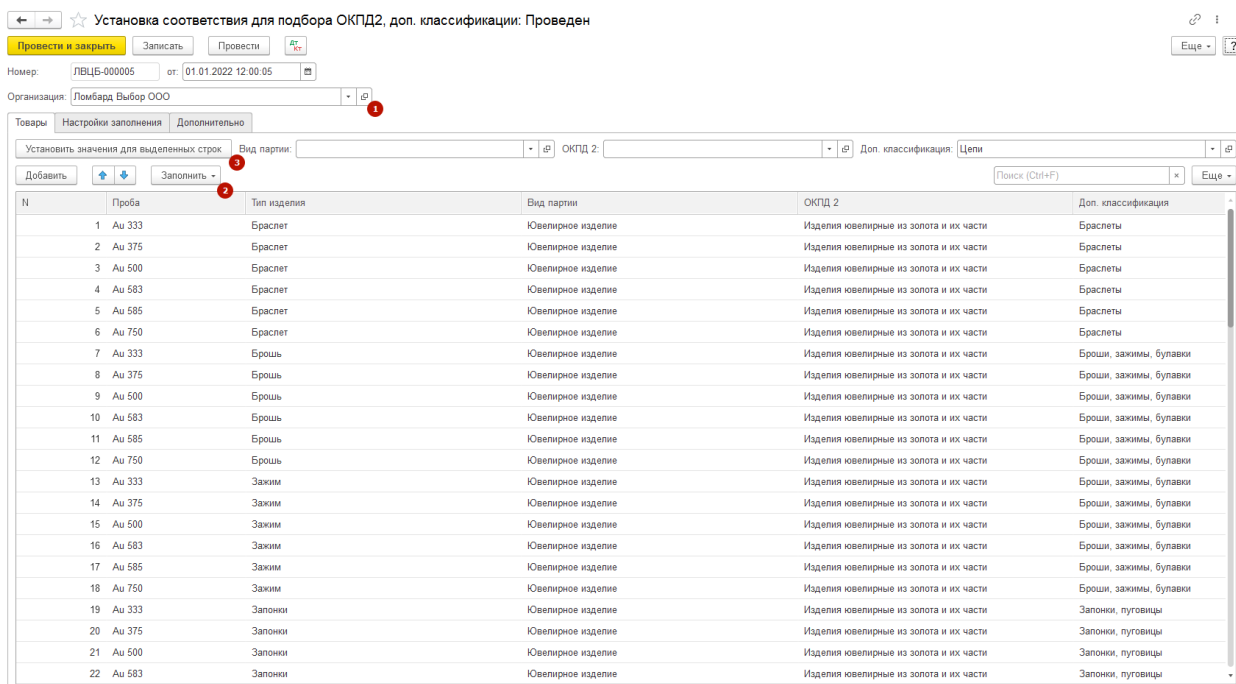 Установка соответствия для подбора ОКПД2, доп. классификации: Проведен
Провести и закрыть Записать Провести Дт Кт Еще ?
Номер: ЛВЦБ-000005 от: 01.01.2022 12:00:05
Организация: Ломбард Выбор ООО
1
Товары Настройки заполнения Дополнительно
Установить значения для выделенных строк Вид партии: ОКПД 2: Доп. классификация: Цепи
3
Добавить Заполнить Поиск (Ctrl+F) × Еще
2
N Проба Тип изделия Вид партии ОКПД 2 Доп. классификация
1 Au 333 Браслет Ювелирное изделие Изделия ювелирные из золота и их части Браслеты
2 Au 375 Браслет Ювелирное изделие Изделия ювелирные из золота и их части Браслеты
3 Au 500 Браслет Ювелирное изделие Изделия ювелирные из золота и их части Браслеты
4 Au 583 Браслет Ювелирное изделие Изделия ювелирные из золота и их части Браслеты
5 Au 585 Браслет Ювелирное изделие Изделия ювелирные из золота и их части Браслеты
6 Au 750 Браслет Ювелирное изделие Изделия ювелирные из золота и их части Браслеты
7 Au 333 Брошь Ювелирное изделие Изделия ювелирные из золота и их части Броши, зажимы, булавки
8 Au 375 Брошь Ювелирное изделие Изделия ювелирные из золота и их части Броши, зажимы, булавки
9 Au 500 Брошь Ювелирное изделие Изделия ювелирные из золота и их части Броши, зажимы, булавки
10 Au 583 Брошь Ювелирное изделие Изделия ювелирные из золота и их части Броши, зажимы, булавки
11 Au 585 Брошь Ювелирное изделие Изделия ювелирные из золота и их части Броши, зажимы, булавки
12 Au 750 Брошь Ювелирное изделие Изделия ювелирные из золота и их части Броши, зажимы, булавки
13 Au 333 Зажим Ювелирное изделие Изделия ювелирные из золота и их части Броши, зажимы, булавки
14 Au 375 Зажим Ювелирное изделие Изделия ювелирные из золота и их части Броши, зажимы, булавки
15 Au 500 Зажим Ювелирное изделие Изделия ювелирные из золота и их части Броши, зажимы, булавки
16 Au 583 Зажим Ювелирное изделие Изделия ювелирные из золота и их части Броши, зажимы, булавки
17 Au 585 Зажим Ювелирное изделие Изделия ювелирные из золота и их части Броши, зажимы, булавки
18 Au 750 Зажим Ювелирное изделие Изделия ювелирные из золота и их части Броши, зажимы, булавки
19 Au 333 Запонки Ювелирное изделие Изделия ювелирные из золота и их части Запонки, пуговицы
20 Au 375 Запонки Ювелирное изделие Изделия ювелирные из золота и их части Запонки, пуговицы
21 Au 500 Запонки Ювелирное изделие Изделия ювелирные из золота и их части Запонки, пуговицы
22 Au 583 Запонки Ювелирное изделие Изделия ювелирные из золота и их части Запонки, пуговицы